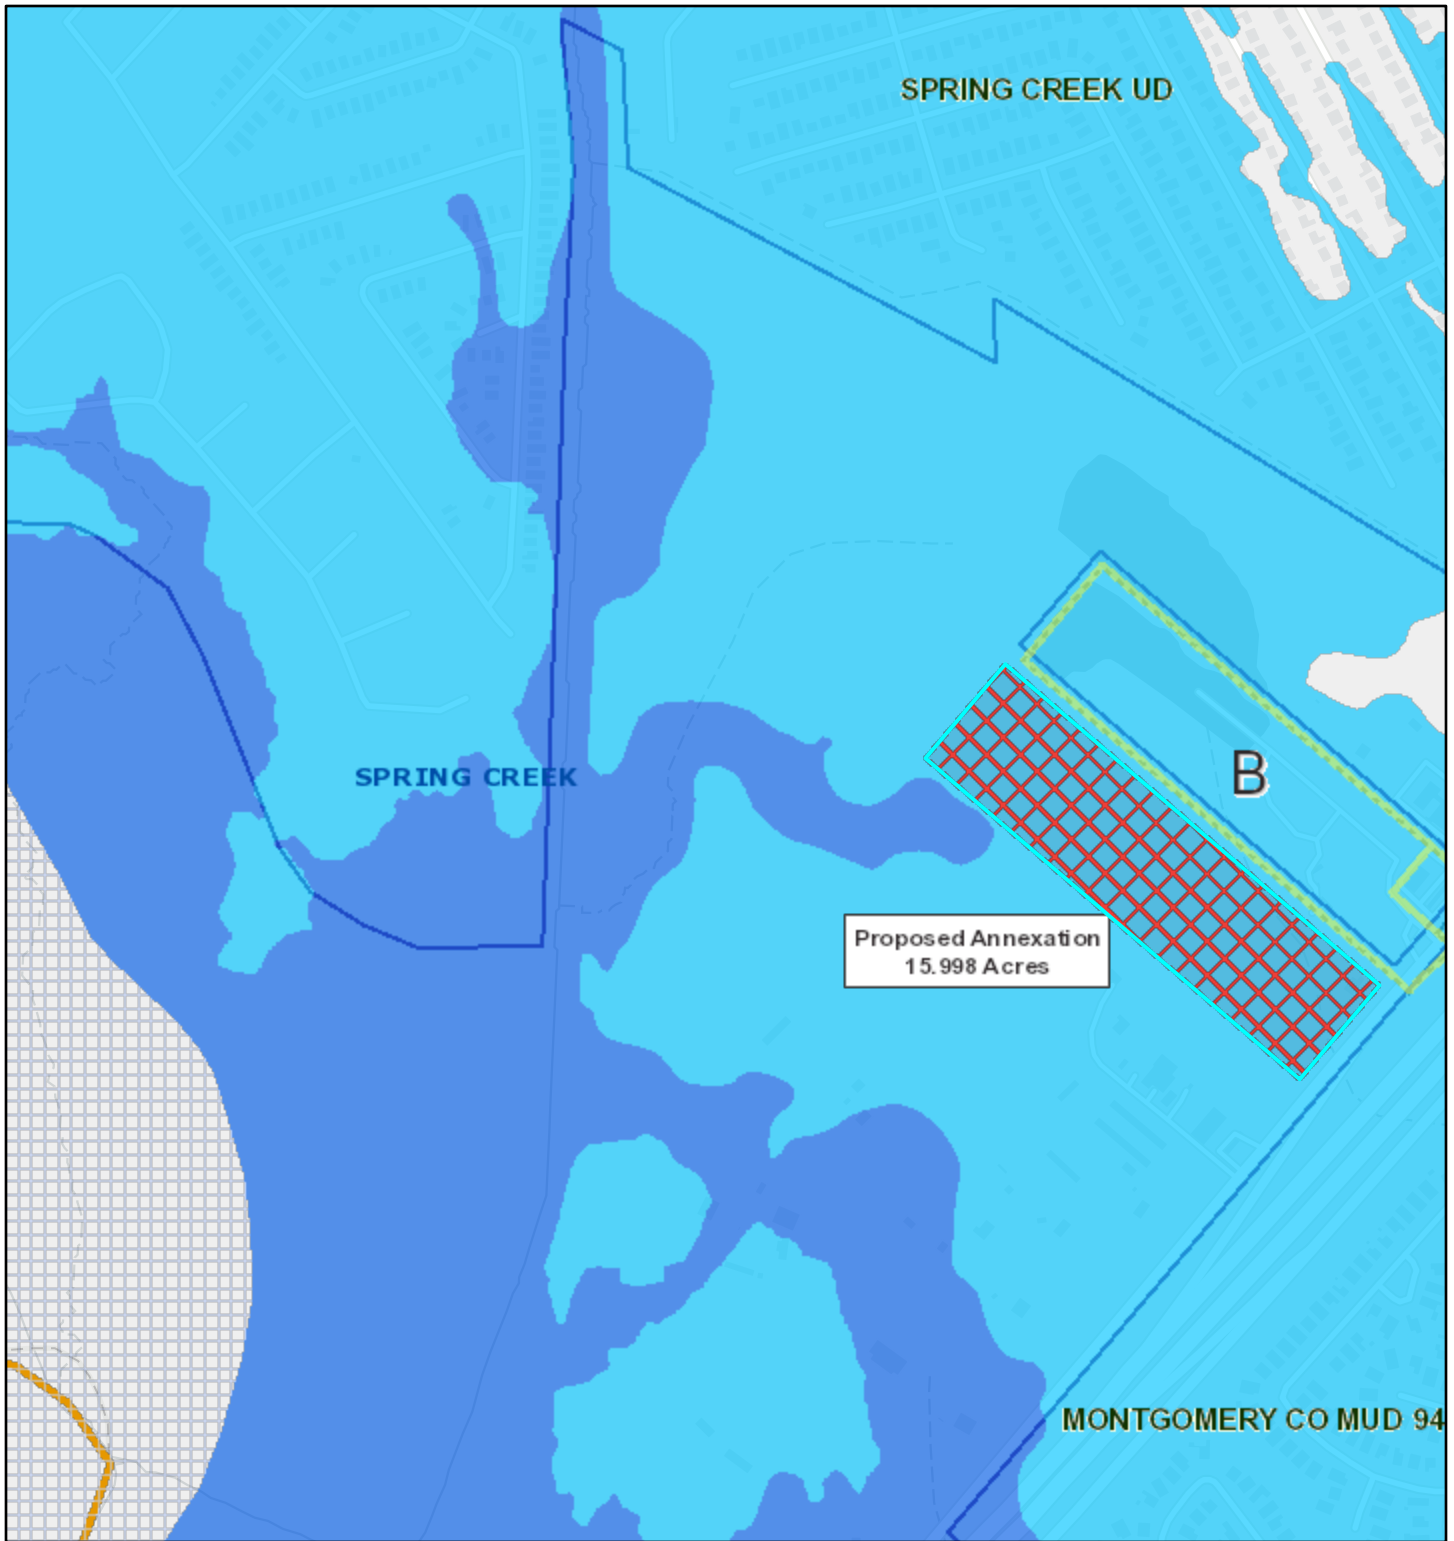 SPRING CREEK UD
B
SPRING CREEK
Proposed Annexation
15.998 Acres
MONTGOMERY CO MUD 94